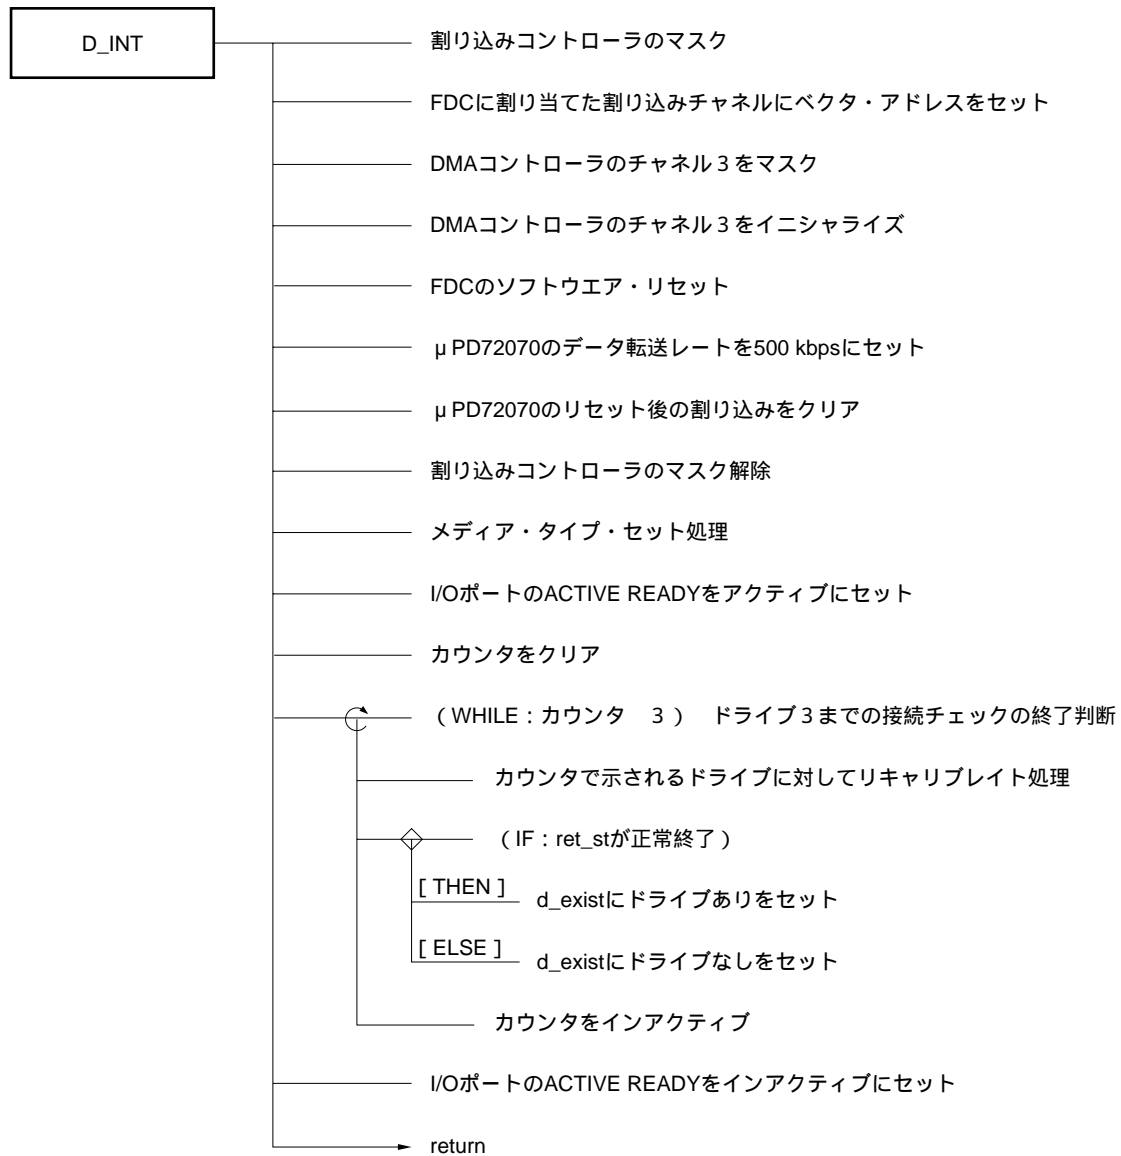 D_INT
割り込みコントローラのマスク
FDCに割り当てた割り込みチャネルにベクタ・アドレスをセット
DMAコントローラのチャネル3をマスク
DMAコントローラのチャネル3をイニシャライズ
FDCのソフトウエア・リセット
μPD72070のデータ転送レートを500 kbpsにセット
μPD72070のリセット後の割り込みをクリア
割り込みコントローラのマスク解除
メディア・タイプ・セット処理
I/OポートのACTIVE READYをアクティブにセット
カウンタをクリア
(WHILE:カウンタ 3) ドライブ3までの接続チェックの終了判断
カウンタで示されるドライブに対してリキャリブレイト処理
(IF:ret_stが正常終了)
[THEN] d_existにドライブありをセット
[ELSE] d_existにドライブなしをセット
カウンタをインアクティブ
I/OポートのACTIVE READYをインアクティブにセット
return